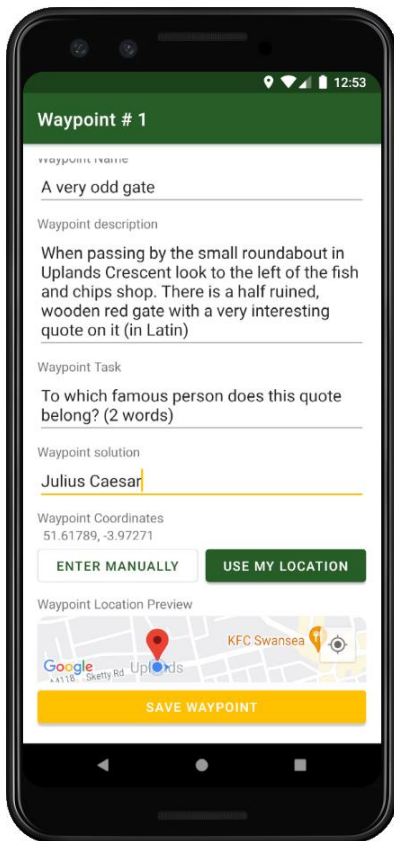 12:53
Waypoint # 1
Waypoint Name
A very odd gate
Waypoint description
When passing by the small roundabout in
Uplands Crescent look to the left of the fish
and chips shop. There is a half ruined,
wooden red gate with a very interesting
quote on it (in Latin)
Waypoint Task
To which famous person does this quote
belong? (2 words)
Waypoint solution
Julius Caesar
Waypoint Coordinates
51.61789, -3.97271
ENTER MANUALLY
USE MY LOCATION
Waypoint Location Preview
KFC Swansea
Google
Uplands
A4118
Sketty Rd
SAVE WAYPOINT